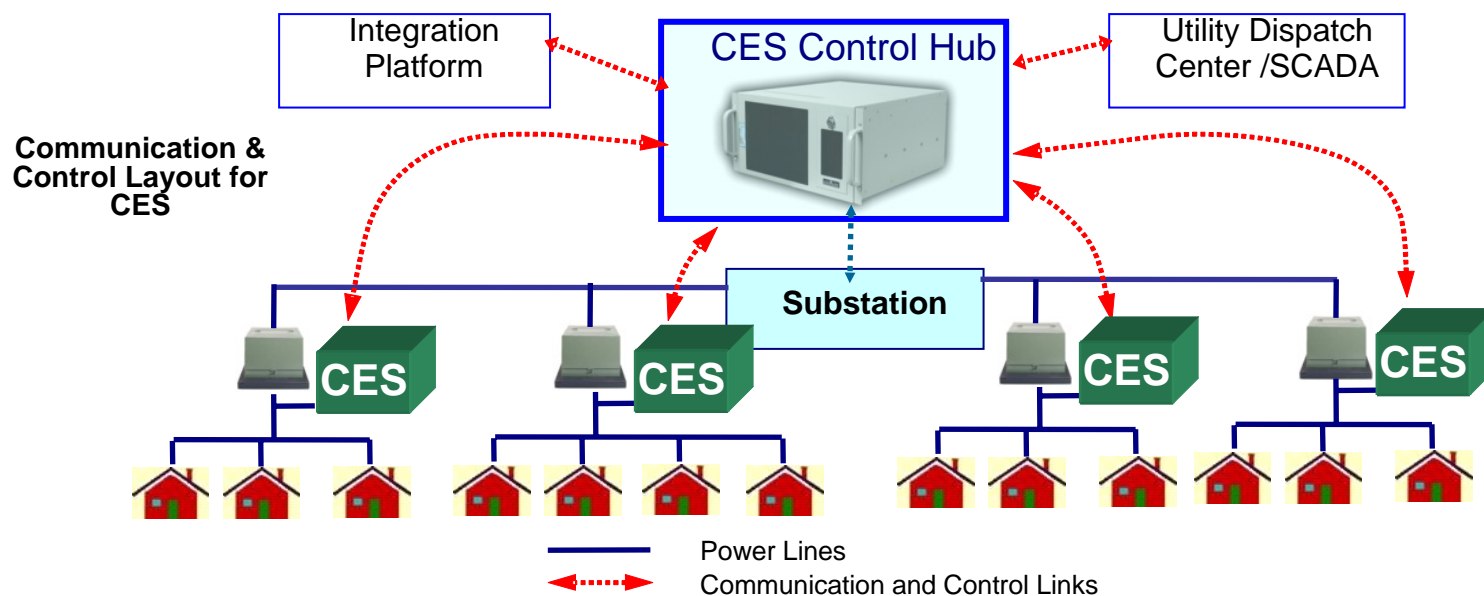 Integration
Platform
CES Control Hub
Utility Dispatch
Center /SCADA
Communication &
Control Layout for
CES
Substation
CES
CES
CES
CES
Power Lines
Communication and Control Links